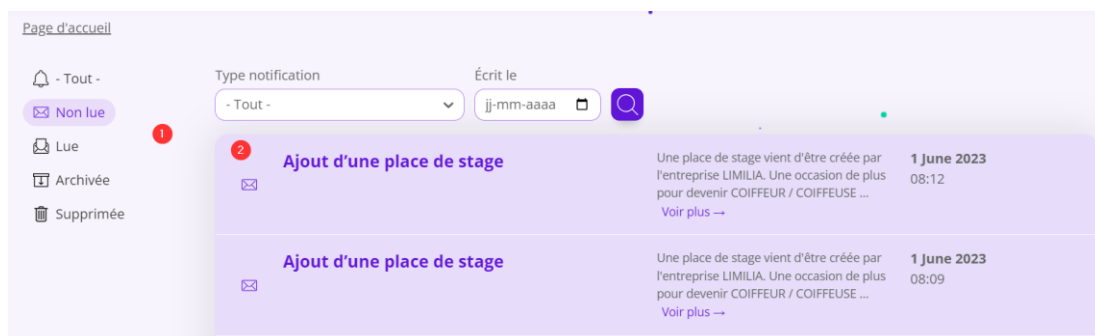 Page d'accueil
- Tout -
Non lue
Lue
Archivée
Supprimée
1
Type notification
Écrit le
- Tout -
jj-mm-aaaa
2
Ajout d’une place de stage
Une place de stage vient d'être créée par
l'entreprise LIMILIA. Une occasion de plus
pour devenir COIFFEUR / COIFFEUSE ...
Voir plus →
1 June 2023
08:12
Ajout d’une place de stage
Une place de stage vient d'être créée par
l'entreprise LIMILIA. Une occasion de plus
pour devenir COIFFEUR / COIFFEUSE ...
Voir plus →
1 June 2023
08:09